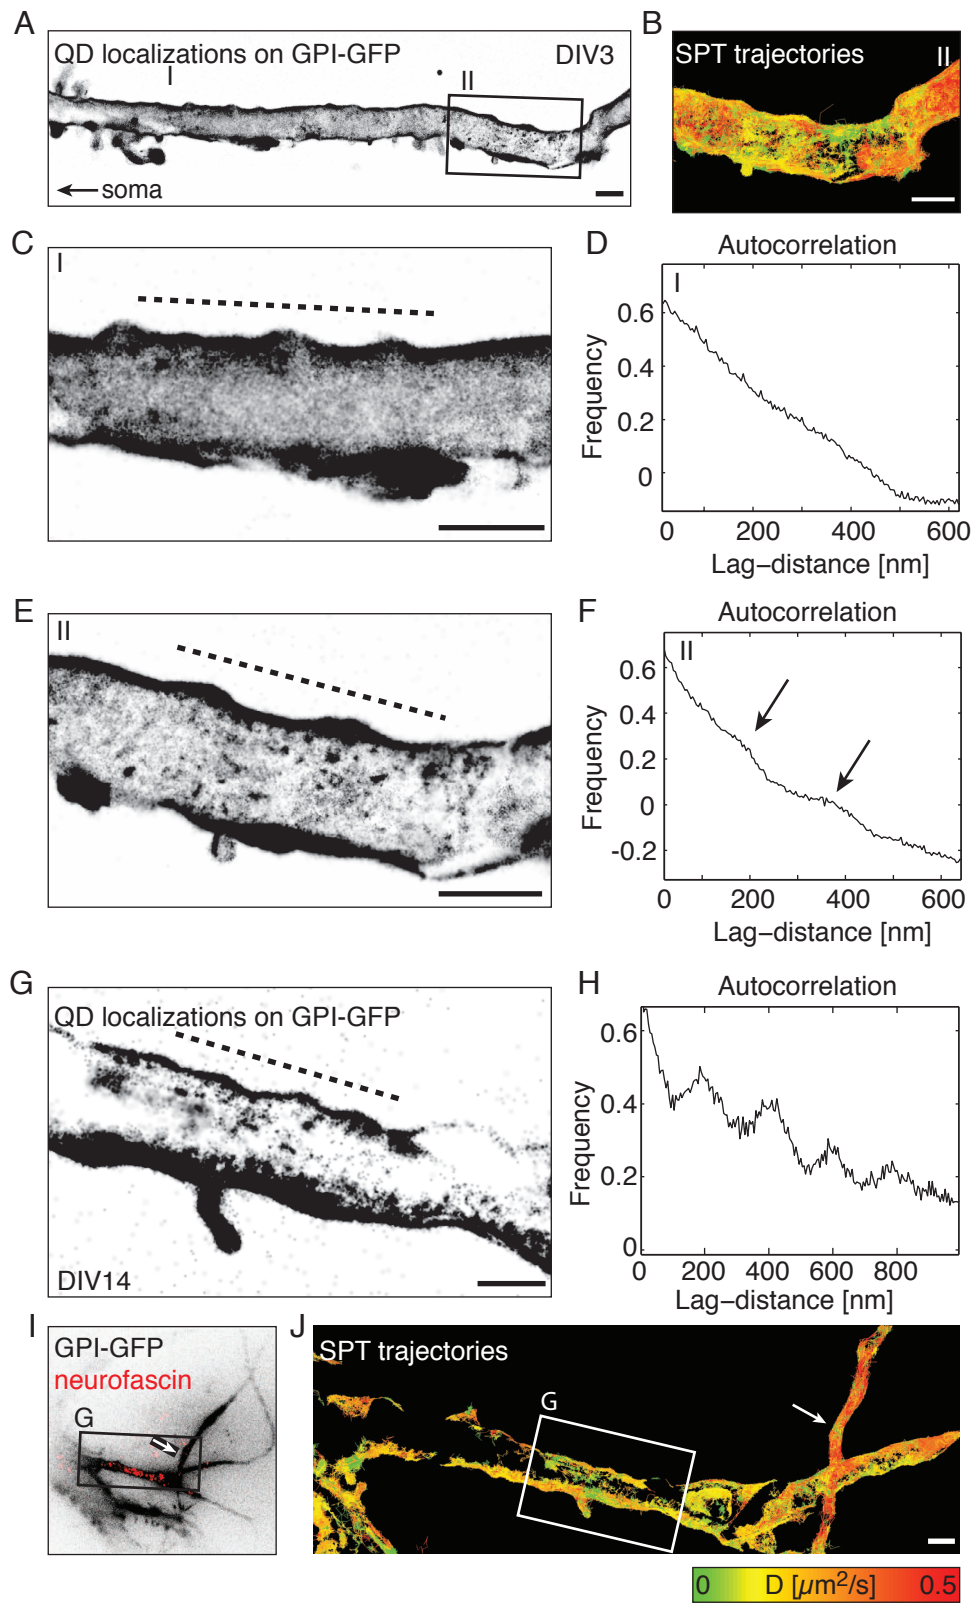 A
QD localizations on GPI-GFP
DIV3
I
II
soma
B
SPT trajectories
II
C
I
D
Autocorrelation
I
Frequency
0.6
0.4
0.2
0
0
200
400
600
Lag–distance [nm]
E
II
F
Autocorrelation
II
Frequency
0.6
0.4
0.2
0
-0.2
0
200
400
600
Lag–distance [nm]
G
QD localizations on GPI-GFP
DIV14
H
Autocorrelation
Frequency
0.6
0.4
0.2
0
0
200
400
600
800
Lag–distance [nm]
I
GPI-GFP
neurofascin
G
J
SPT trajectories
G
0 D [µm²/s] 0.5